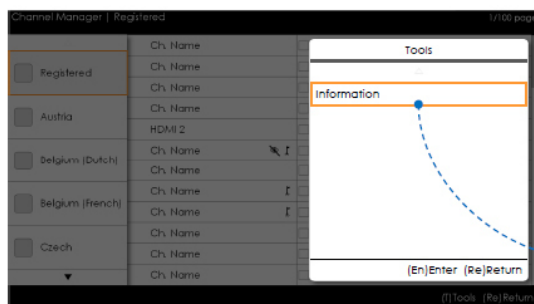 Channel Manager | Registered
1/100 page
Registered
Austria
Belgium (Dutch)
Belgium (French)
Czech
Ch. Name
Ch. Name
Ch. Name
Ch. Name
HDMI 2
Ch. Name
Ch. Name
Ch. Name
Ch. Name
Ch. Name
Ch. Name
Ch. Name
Tools
Information
(En)Enter (Re)Return
(T)Tools (Re)Return